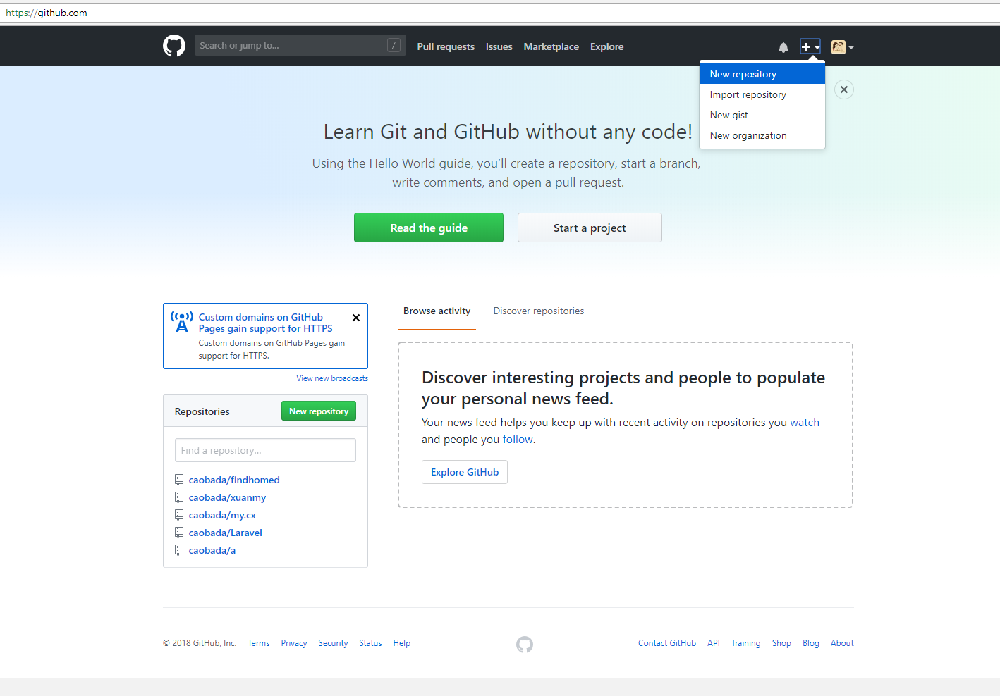 https://github.com
Search or jump to...
/
Pull requests
Issues
Marketplace
Explore
New repository
Import repository
New gist
New organization
Learn Git and GitHub without any code!
Using the Hello World guide, you’ll create a repository, start a branch,
write comments, and open a pull request.
Read the guide
Start a project
Custom domains on GitHub
Pages gain support for HTTPS
Custom domains on GitHub Pages gain
support for HTTPS.
View new broadcasts
Repositories
New repository
Find a repository...
caobada/findhomed
caobada/xuanmy
caobada/my.cx
caobada/Laravel
caobada/a
Browse activity
Discover repositories
Discover interesting projects and people to populate
your personal news feed.
Your news feed helps you keep up with recent activity on repositories you watch
and people you follow.
Explore GitHub
© 2018 GitHub, Inc.
Terms
Privacy
Security
Status
Help
Contact GitHub
API
Training
Shop
Blog
About